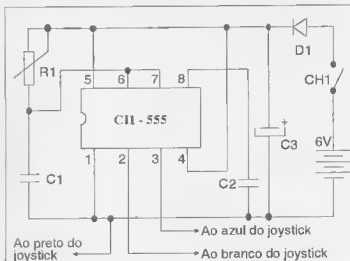 D1
R1
CH1
5 6 7 8
CI1 - 555
6V
C3
1 2 3 4
C1
C2
Ao azul do joystick
Ao preto do
joystick
Ao branco do joystick
+